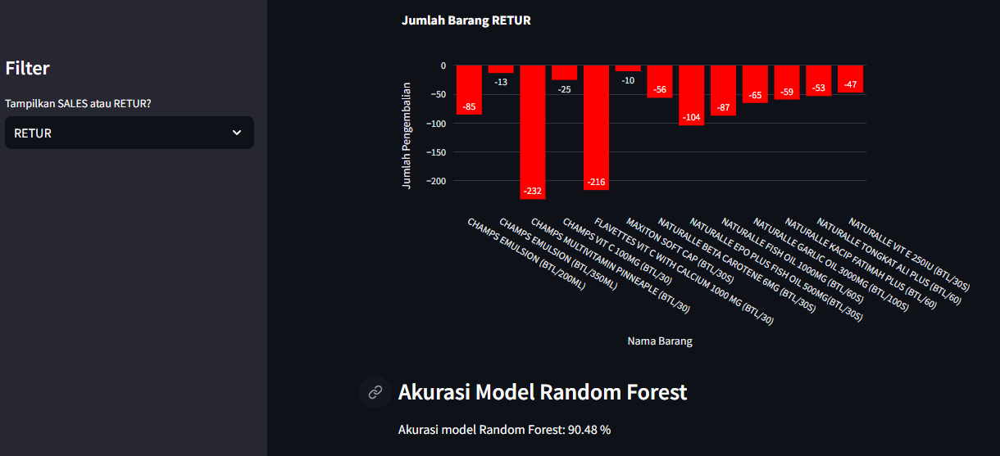 Filter
Tampilkan SALES atau RETUR?
RETUR
Jumlah Barang RETUR
Jumlah Pengembalian
0
−50
−100
−150
−200
-85
-13
-232
-25
-216
-10
-56
-104
-87
-65
-59
-53
-47
CHAMPS EMULSION (BTL/200ML)
CHAMPS EMULSION (BTL/350ML)
CHAMPS MULTIVITAMIN PINNEAPLE (BTL/30)
CHAMPS VIT C 100MG (BTL/30)
FLAVETTES VIT C WITH CALCIUM 1000 MG (BTL/30)
MAXITON SOFT CAP (BTL/30S)
NATURALLE BETA CAROTENE 6MG (BTL/30S)
NATURALLE EPO PLUS FISH OIL 500MG(BTL/30S)
NATURALLE FISH OIL 1000MG (BTL/60S)
NATURALLE GARLIC OIL 3000MG (BTL/100S)
NATURALLE KACIP FATIMAH PLUS (BTL/60)
NATURALLE TONGKAT ALI PLUS (BTL/60)
NATURALLE VIT E 250IU (BTL/30S)
Nama Barang
Akurasi Model Random Forest
Akurasi model Random Forest: 90.48 %